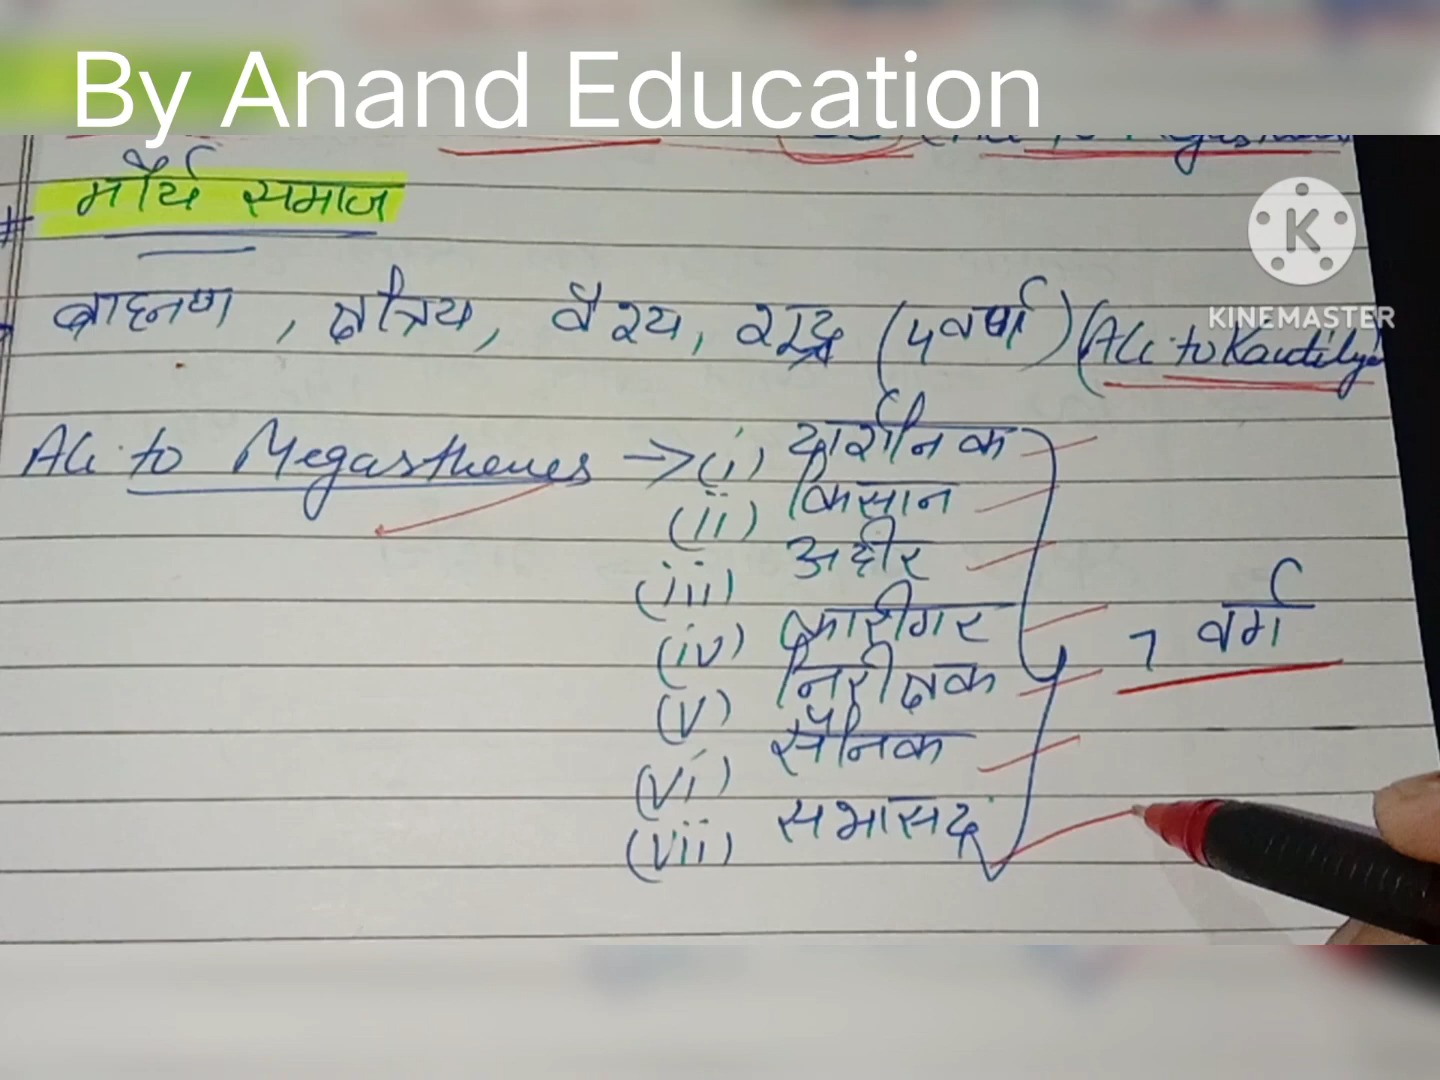 By Anand Education
# मौर्य समाज
KINEMASTER
ब्राह्मण, क्षत्रिय, वैश्य, शूद्र (4 वर्ण) (Acc. to Kautilya
Acc. to Megasthenes → (i) दार्शनिक
(ii) किसान
(iii) अहीर
(iv) कारीगर
(v) निरीक्षक
(vi) सैनिक
(vii) सभासद
7 वर्ग